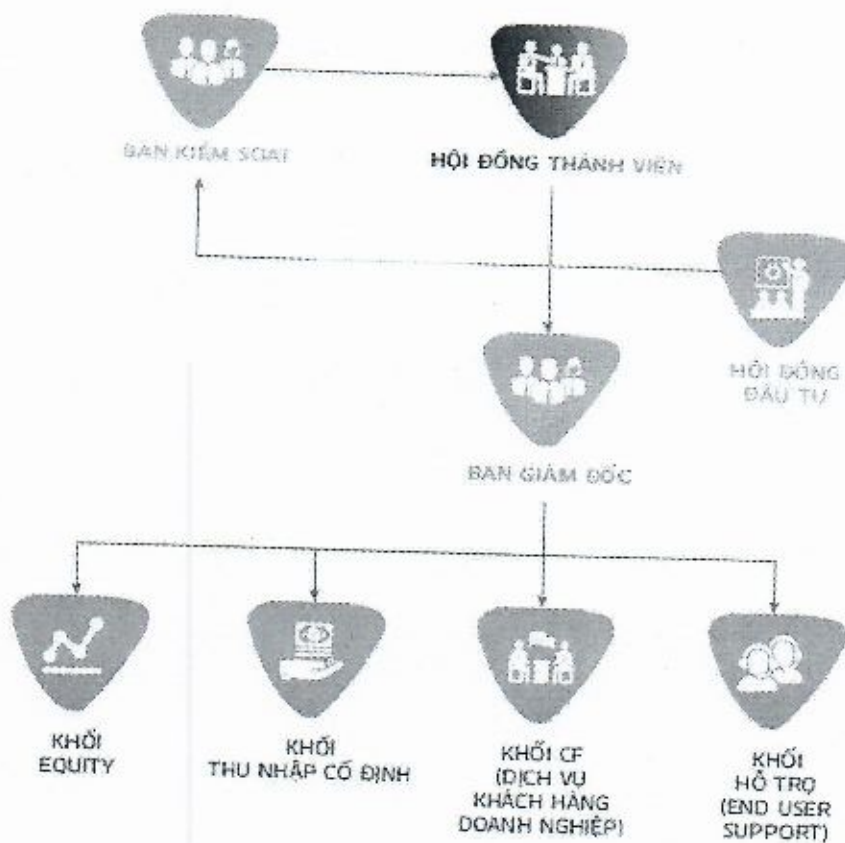 BAN KIỂM SOÁT
HỘI ĐỒNG THÀNH VIÊN
HỘI ĐỒNG
ĐẦU TƯ
BAN GIÁM ĐỐC
KHỐI
EQUITY
KHỐI
THU NHẬP CỐ ĐỊNH
KHỐI CF
(DỊCH VỤ
KHÁCH HÀNG
DOANH NGHIỆP)
KHỐI
HỖ TRỢ
(END USER
SUPPORT)